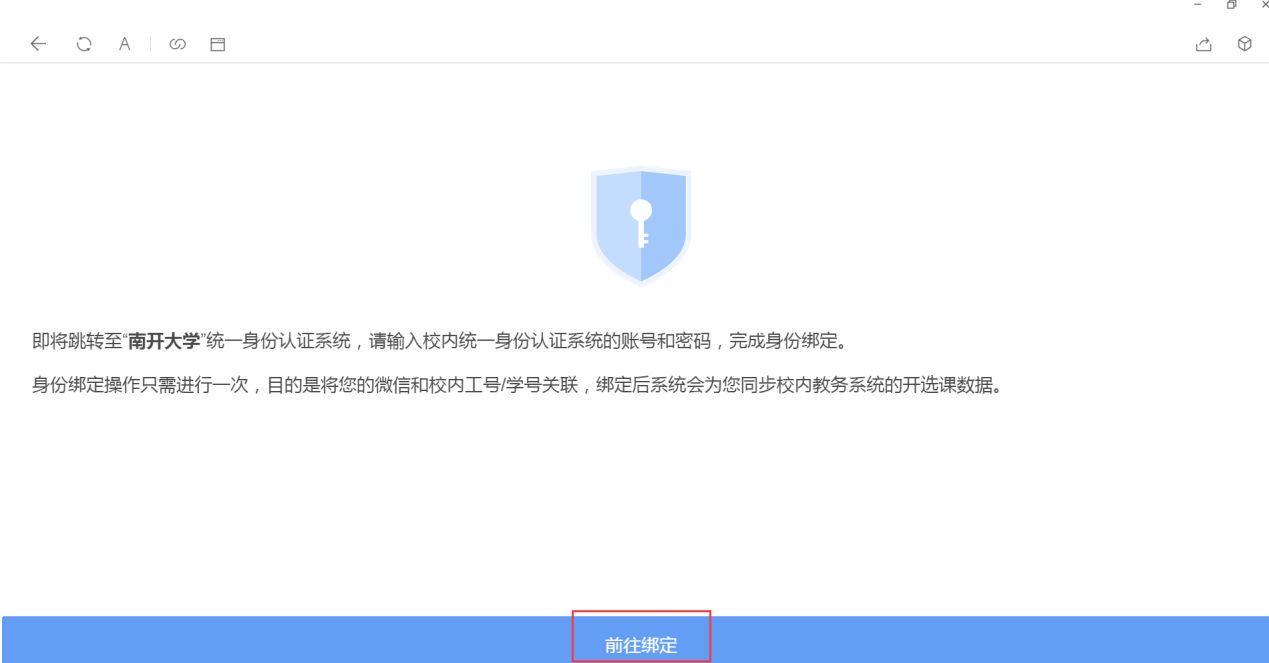 A
即将跳转至“南开大学”统一身份认证系统，请输入校内统一身份认证系统的账号和密码，完成身份绑定。
身份绑定操作只需进行一次，目的是将您的微信和校内工号/学号关联，绑定后系统会为您同步校内教务系统的开选课数据。
前往绑定